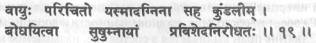 वायुः परिचितो यस्मादग्निना सह कुंडलीम् ।
बोधयित्वा सुषुम्नायां प्रविशेदनिरोधतः ॥ १९ ॥